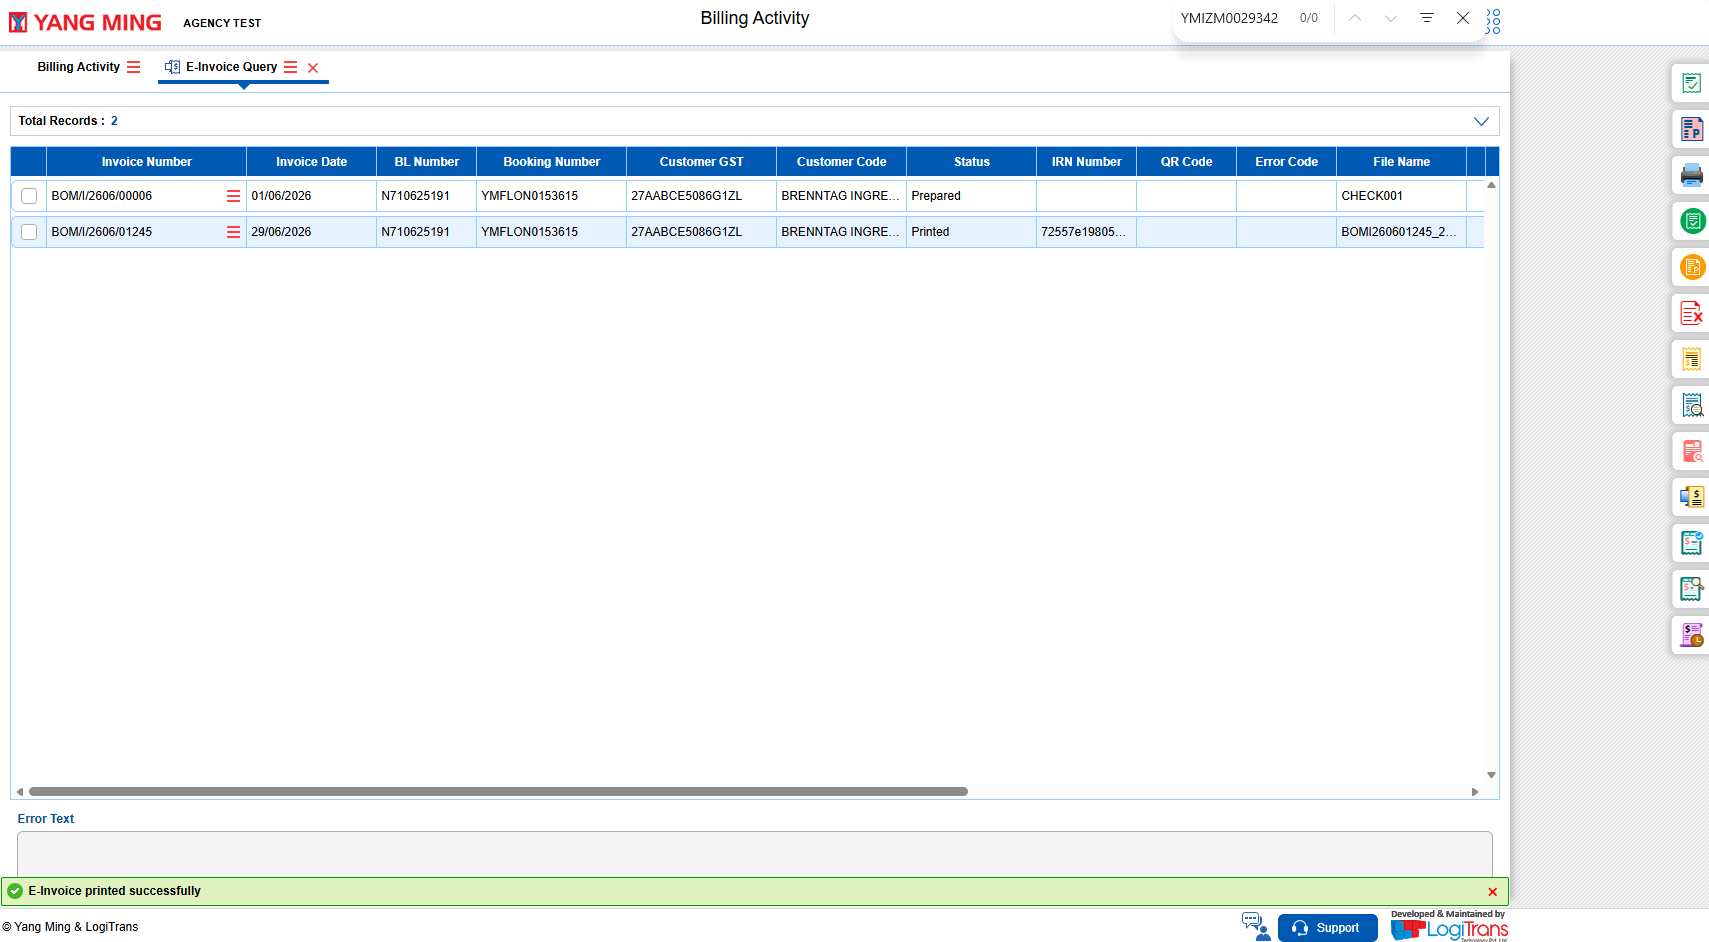 YANG MING AGENCY TEST Billing Activity YMIZM0029342 0/0
Billing Activity E-Invoice Query
Total Records : 2
Invoice Number Invoice Date BL Number Booking Number Customer GST Customer Code Status IRN Number QR Code Error Code File Name
BOM/I/2606/00006 01/06/2026 N710625191 YMFLON0153615 27AABCE5086G1ZL BRENNTAG INGRE... Prepared CHECK001
BOM/I/2606/01245 29/06/2026 N710625191 YMFLON0153615 27AABCE5086G1ZL BRENNTAG INGRE... Printed 72557e19805... BOMI260601245_2...
Error Text
E-Invoice printed successfully
© Yang Ming & LogiTrans
Support
Developed & Maintained by
LogiTrans
Technology Pvt. Ltd.